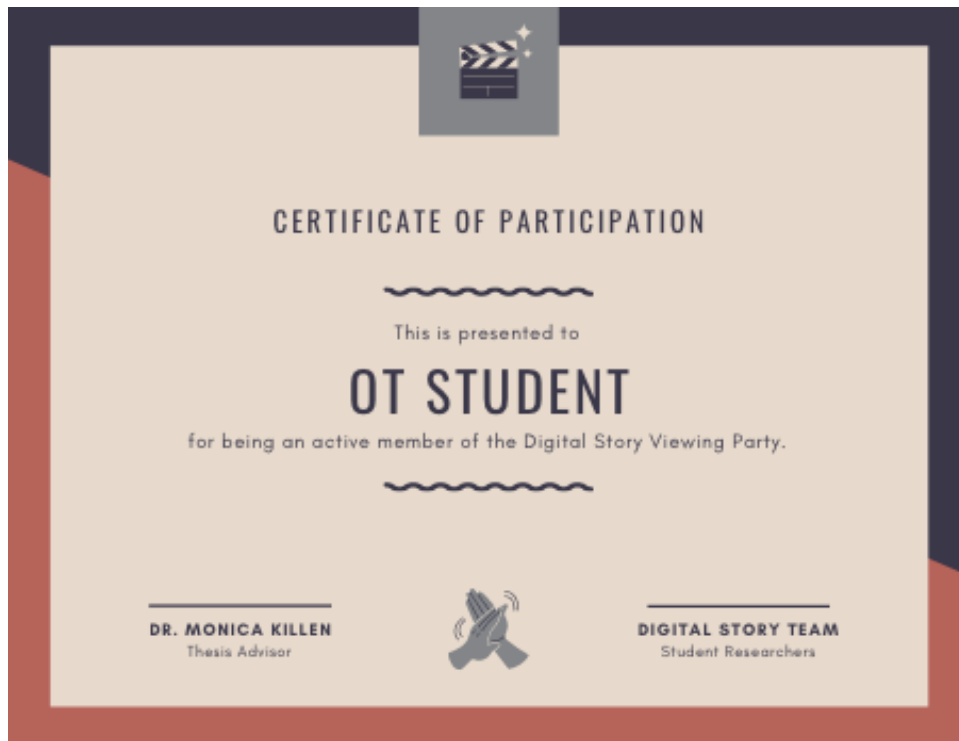 CERTIFICATE OF PARTICIPATION
This is presented to
OT STUDENT
for being an active member of the Digital Story Viewing Party.
DR. MONICA KILLEN
Thesis Advisor
DIGITAL STORY TEAM
Student Researchers